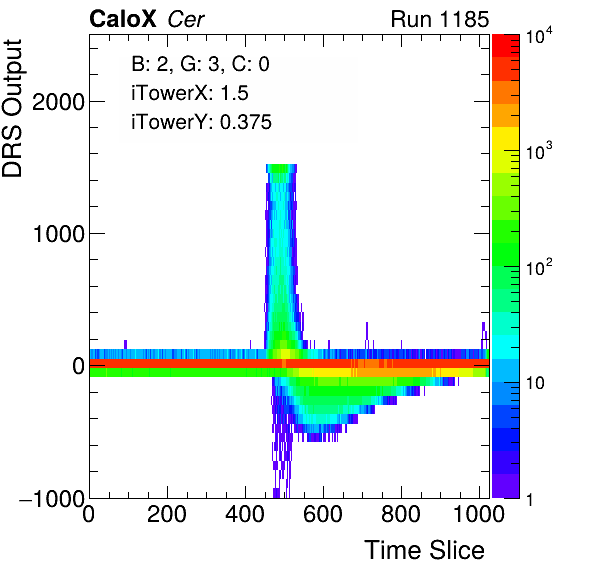 CaloX Cer Run 1185
DRS Output
B: 2, G: 3, C: 0
iTowerX: 1.5
iTowerY: 0.375
2000
1000
0
−1000
0 200 400 600 800 1000
Time Slice
10^4
10^3
10^2
10
1